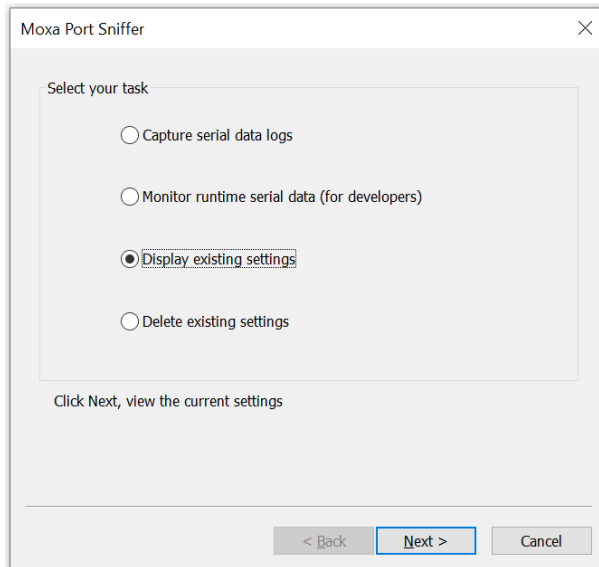 Moxa Port Sniffer
Select your task
Capture serial data logs
Monitor runtime serial data (for developers)
Display existing settings
Delete existing settings
Click Next, view the current settings
< Back
Next >
Cancel